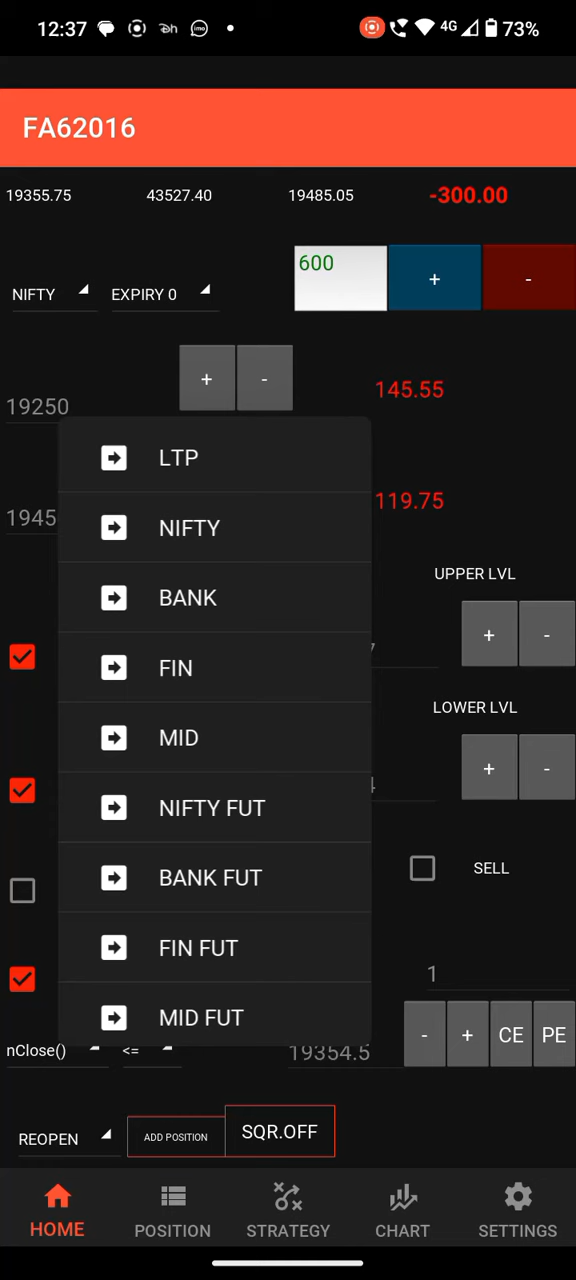 12:37 4G 73%
FA62016
19355.75 43527.40 19485.05 -300.00
600 + -
NIFTY EXPIRY 0
+ - 145.55
19250
LTP
1945 119.75
NIFTY
UPPER LVL
BANK
+ -
FIN
LOWER LVL
MID
+ -
NIFTY FUT
SELL
BANK FUT
FIN FUT
1
MID FUT
nClose() <= 19354.5 - + CE PE
REOPEN ADD POSITION SQR.OFF
HOME POSITION STRATEGY CHART SETTINGS